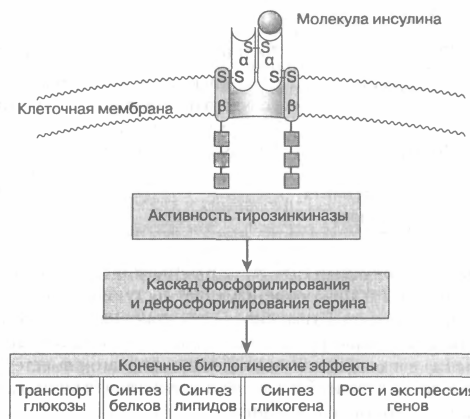 Молекула инсулина
S S
α α
S S S S
Клеточная мембрана
β β
Активность тирозинкиназы
Каскад фосфорилирования
и дефосфорилирования серина
Конечные биологические эффекты
Транспорт
глюкозы
Синтез
белков
Синтез
липидов
Синтез
гликогена
Рост и экспресси
генов